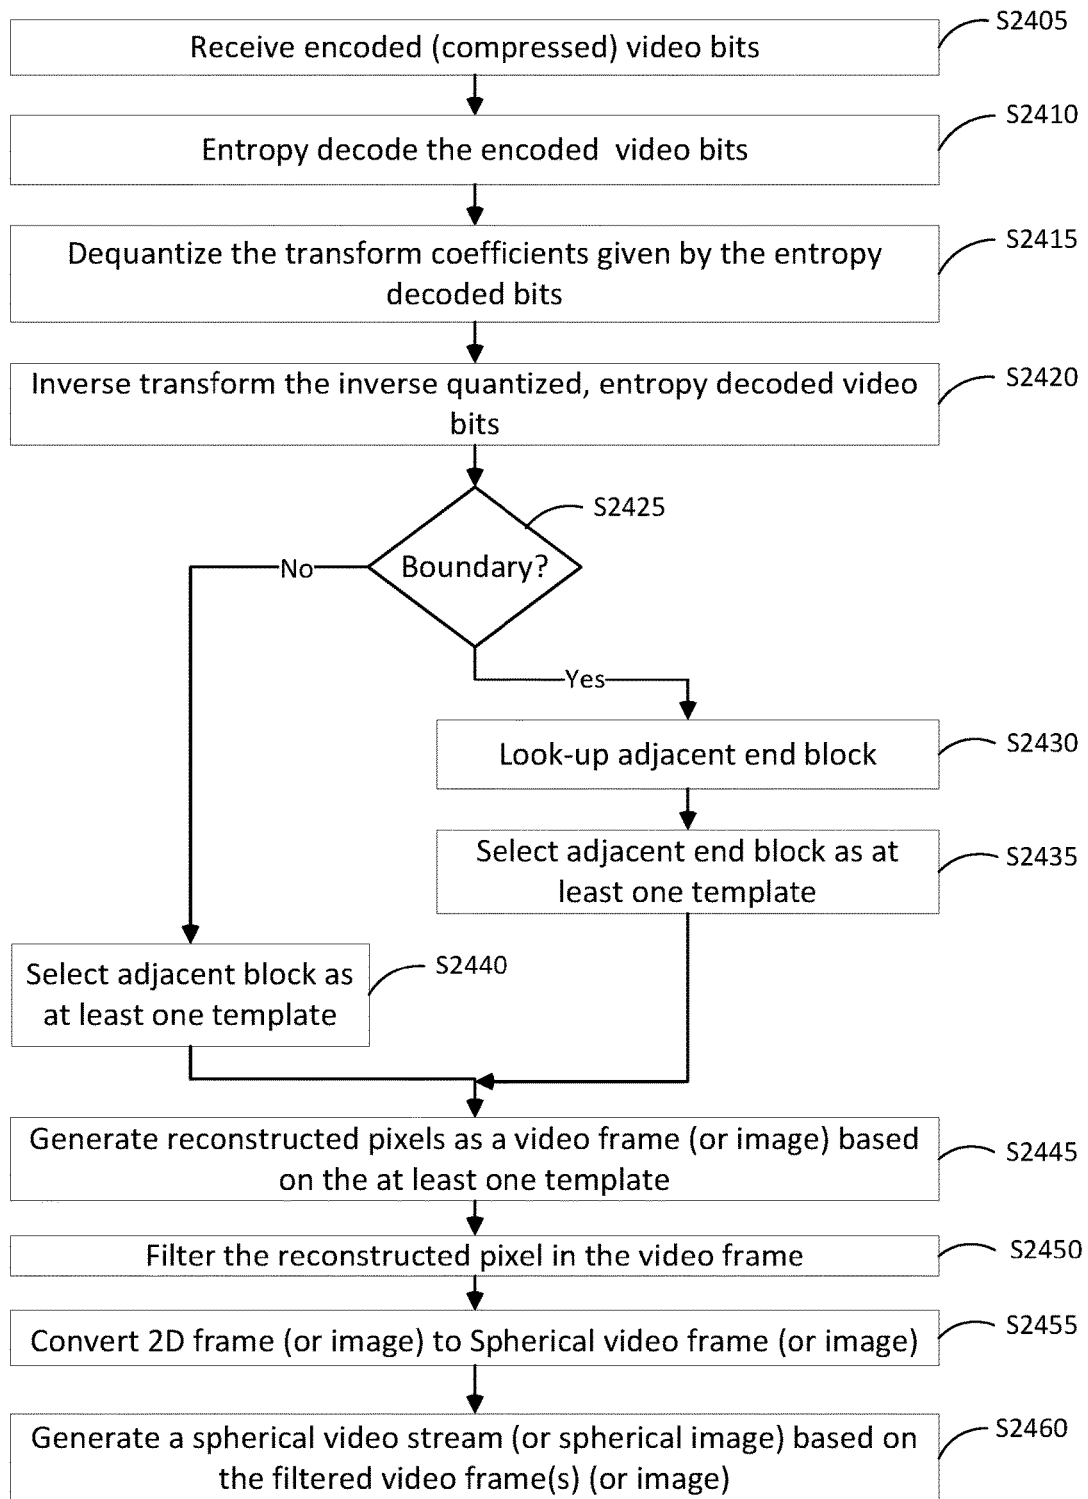 Receive encoded (compressed) video bits
S2405
Entropy decode the encoded video bits
S2410
Dequantize the transform coefficients given by the entropy
decoded bits
S2415
Inverse transform the inverse quantized, entropy decoded video
bits
S2420
Boundary?
S2425
No
Yes
Look-up adjacent end block
S2430
Select adjacent end block as at
least one template
S2435
Select adjacent block as
at least one template
S2440
Generate reconstructed pixels as a video frame (or image) based
on the at least one template
S2445
Filter the reconstructed pixel in the video frame
S2450
Convert 2D frame (or image) to Spherical video frame (or image)
S2455
Generate a spherical video stream (or spherical image) based on
the filtered video frame(s) (or image)
S2460